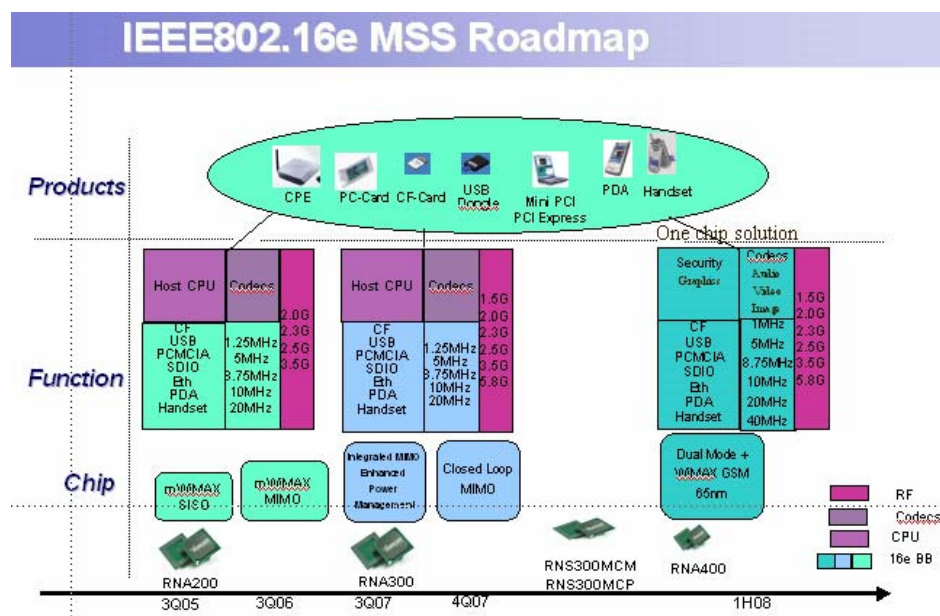 IEEE802.16e MSS Roadmap
Products
CPE
PC-Card
CF-Card
USB
Dongle
Mini PCI
PCI Express
PDA
Handset
One chip solution
Function
Host CPU
Codecs
2.0G
2.3G
2.5G
3.5G
CF
USB
PCMCIA
SDIO
Eth
PDA
Handset
1.25MHz
5MHz
8.75MHz
10MHz
20MHz
Host CPU
Codecs
1.5G
2.0G
2.3G
2.5G
3.5G
5.8G
CF
USB
PCMCIA
SDIO
Eth
PDA
Handset
1.25MHz
5MHz
8.75MHz
10MHz
20MHz
Security
Graphics
Codecs
Audio
Video
Image
1.5G
2.0G
2.3G
2.5G
3.5G
5.8G
CF
USB
PCMCIA
SDIO
Eth
PDA
Handset
1MHz
5MHz
8.75MHz
10MHz
20MHz
40MHz
Chip
mWiMAX
SISO
mWiMAX
MIMO
Integrated MIMO
Enhanced
Power
Management
Closed Loop
MIMO
Dual Mode +
WiMAX GSM
65nm
RF
Codecs
CPU
16e BB
RNA200
RNA300
RNS300MCM
RNS300MCP
RNA400
3Q05
3Q06
3Q07
4Q07
1H08